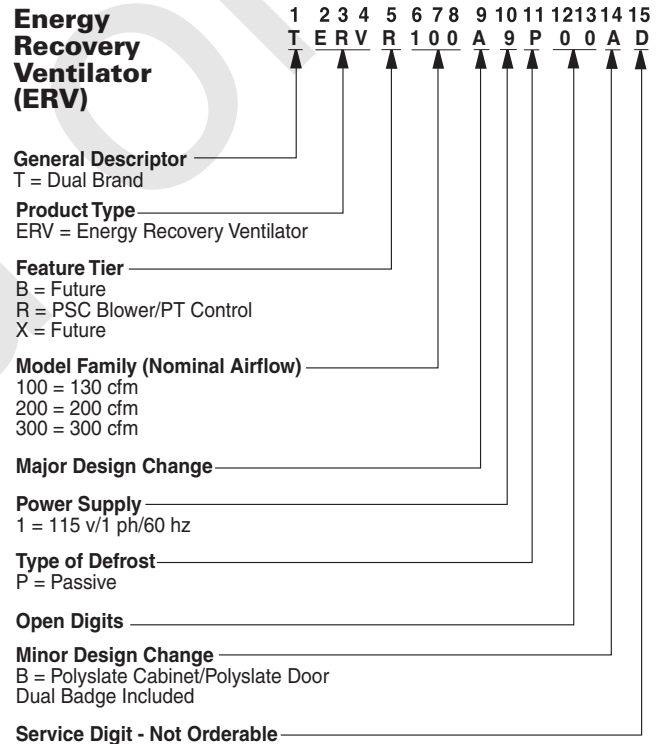 Energy
Recovery
Ventilator
(ERV)
1 2 3 4 5 6 7 8 9 10 11 12 13 14 15
T E R V R 1 0 0 A 9 P 0 0 A D
General Descriptor
T = Dual Brand
Product Type
ERV = Energy Recovery Ventilator
Feature Tier
B = Future
R = PSC Blower/PT Control
X = Future
Model Family (Nominal Airflow)
100 = 130 cfm
200 = 200 cfm
300 = 300 cfm
Major Design Change
Power Supply
1 = 115 v/1 ph/60 hz
Type of Defrost
P = Passive
Open Digits
Minor Design Change
B = Polyslate Cabinet/Polyslate Door
Dual Badge Included
Service Digit - Not Orderable